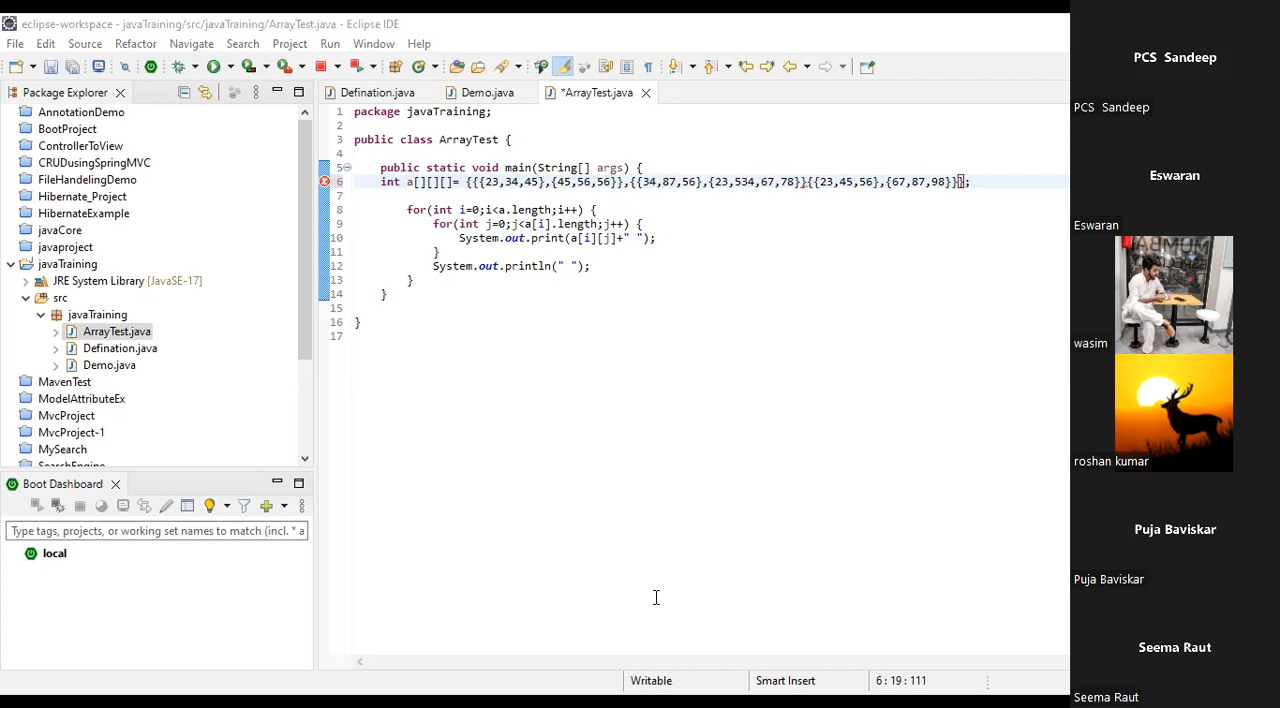 eclipse-workspace - javaTraining/src/javaTraining/ArrayTest.java - Eclipse IDE
File Edit Source Refactor Navigate Search Project Run Window Help
Package Explorer
AnnotationDemo
BootProject
ControllerToView
CRUDusingSpringMVC
FileHandelingDemo
Hibernate_Project
HibernateExample
javaCore
javaproject
javaTraining
JRE System Library [JavaSE-17]
src
javaTraining
ArrayTest.java
Defination.java
Demo.java
MavenTest
ModelAttributeEx
MvcProject
MvcProject-1
MySearch
SearchEngine
Boot Dashboard
Type tags, projects, or working set names to match (incl. * a
local
Defination.java Demo.java *ArrayTest.java
1 package javaTraining;
2
3 public class ArrayTest {
4
5 public static void main(String[] args) {
6 int a[][][]= {{{23,34,45},{45,56,56}},{{34,87,56},{23,534,67,78}}{{23,45,56},{67,87,98}}};
7
8 for(int i=0;i<a.length;i++) {
9 for(int j=0;j<a[i].length;j++) {
10 System.out.print(a[i][j]+" ");
11 }
12 System.out.println(" ");
13 }
14 }
15
16 }
17
Writable Smart Insert 6 : 19 : 111
PCS Sandeep
PCS Sandeep
Eswaran
Eswaran
wasim
roshan kumar
Puja Baviskar
Puja Baviskar
Seema Raut
Seema Raut